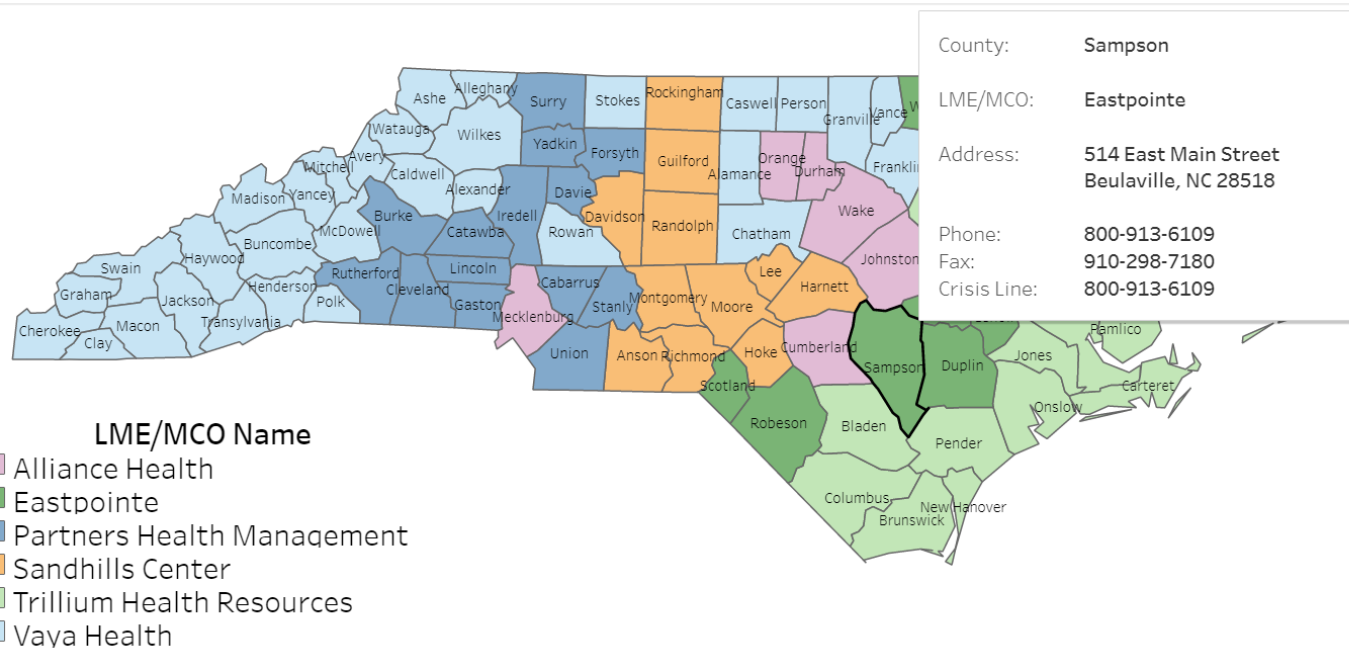 County: Sampson
LME/MCO: Eastpointe
Address: 514 East Main Street
Beulaville, NC 28518
Phone: 800-913-6109
Fax: 910-298-7180
Crisis Line: 800-913-6109
Ashe
Alleghany
Surry
Stokes
Rockingham
Caswell
Person
Granville
Vance
W
Watauga
Wilkes
Yadkin
Forsyth
Guilford
Alamance
Orange
Durham
Franklin
Mitchell
Avery
Caldwell
Alexander
Iredell
Davie
Davidson
Randolph
Chatham
Wake
Madison
Yancey
McDowell
Burke
Catawba
Rowan
Buncombe
Haywood
Swain
Rutherford
Lincoln
Cleveland
Gaston
Cabarrus
Stanly
Montgomery
Moore
Lee
Harnett
Johnston
Graham
Jackson
Henderson
Polk
Transylvania
Mecklenburg
Cherokee
Macon
Clay
Union
Anson
Richmond
Hoke
Cumberland
Sampson
Duplin
Jones
Pamlico
Carteret
Scotland
Robeson
Bladen
Pender
Onslow
Columbus
New Hanover
Brunswick
LME/MCO Name
Alliance Health
Eastpointe
Partners Health Management
Sandhills Center
Trillium Health Resources
Vaya Health